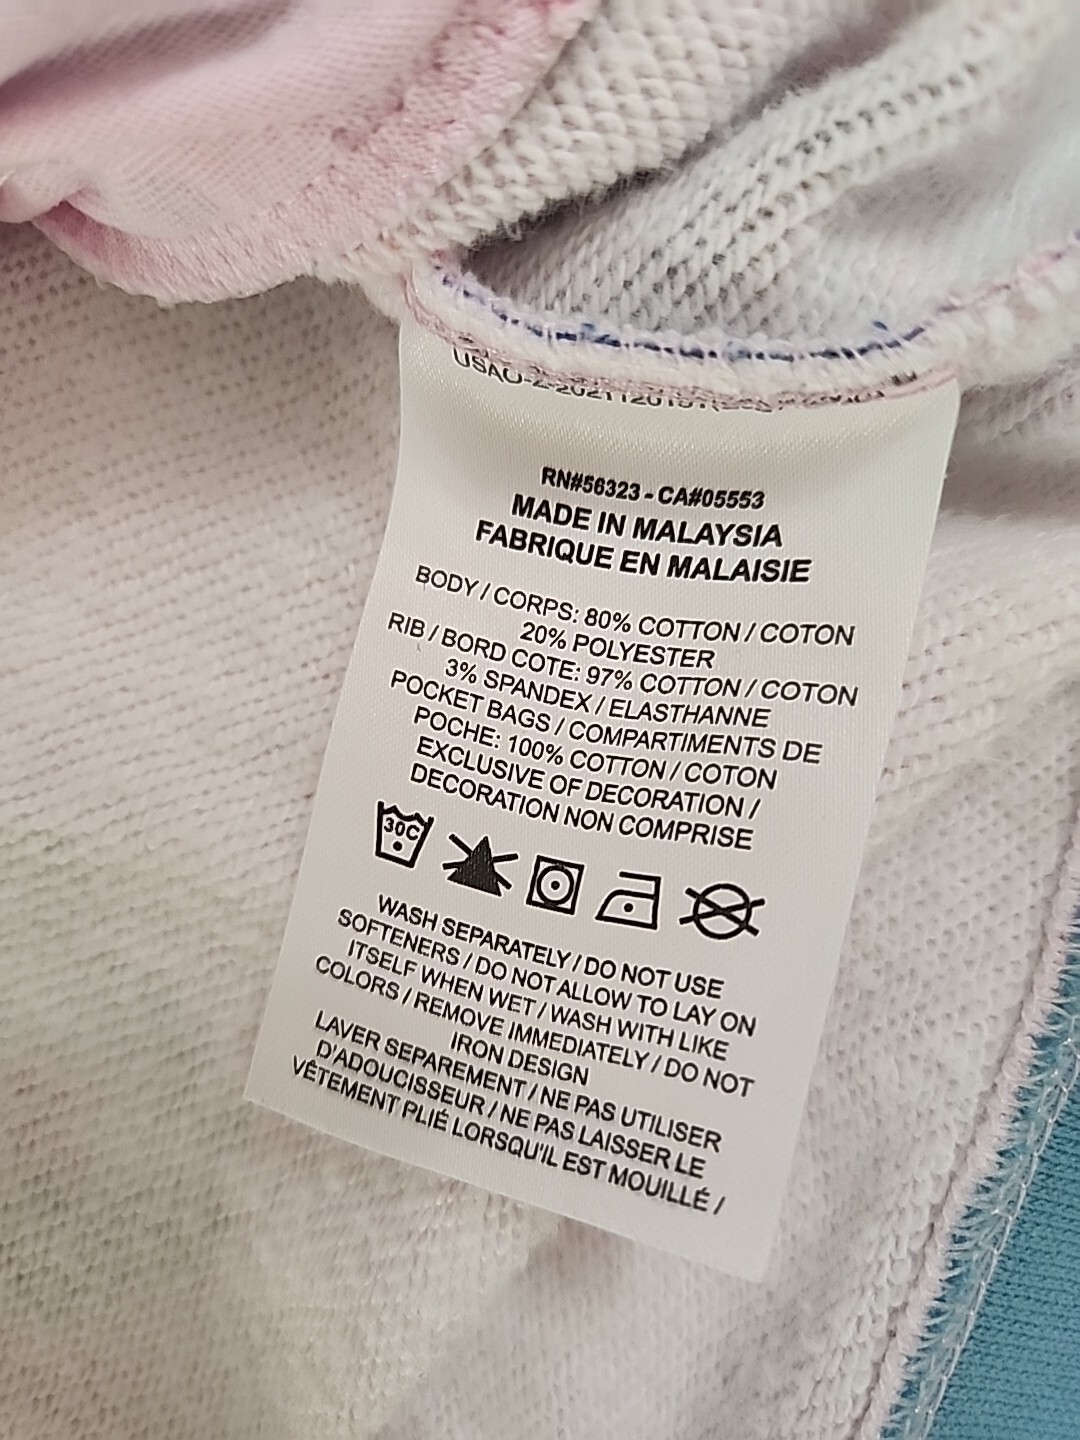 RN#56323 - CA#05553
MADE IN MALAYSIA
FABRIQUE EN MALAISIE
BODY / CORPS: 80% COTTON / COTON
20% POLYESTER
RIB / BORD COTE: 97% COTTON / COTON
3% SPANDEX / ELASTHANNE
POCKET BAGS / COMPARTIMENTS DE
POCHE: 100% COTTON / COTON
EXCLUSIVE OF DECORATION /
DECORATION NON COMPRISE
30C
WASH SEPARATELY / DO NOT USE
SOFTENERS / DO NOT ALLOW TO LAY ON
ITSELF WHEN WET / WASH WITH LIKE
COLORS / REMOVE IMMEDIATELY / DO NOT
IRON DESIGN
LAVER SEPAREMENT / NE PAS UTILISER
D'ADOUCISSEUR / NE PAS LAISSER LE
VÊTEMENT PLIÉ LORSQU'IL EST MOUILLÉ /